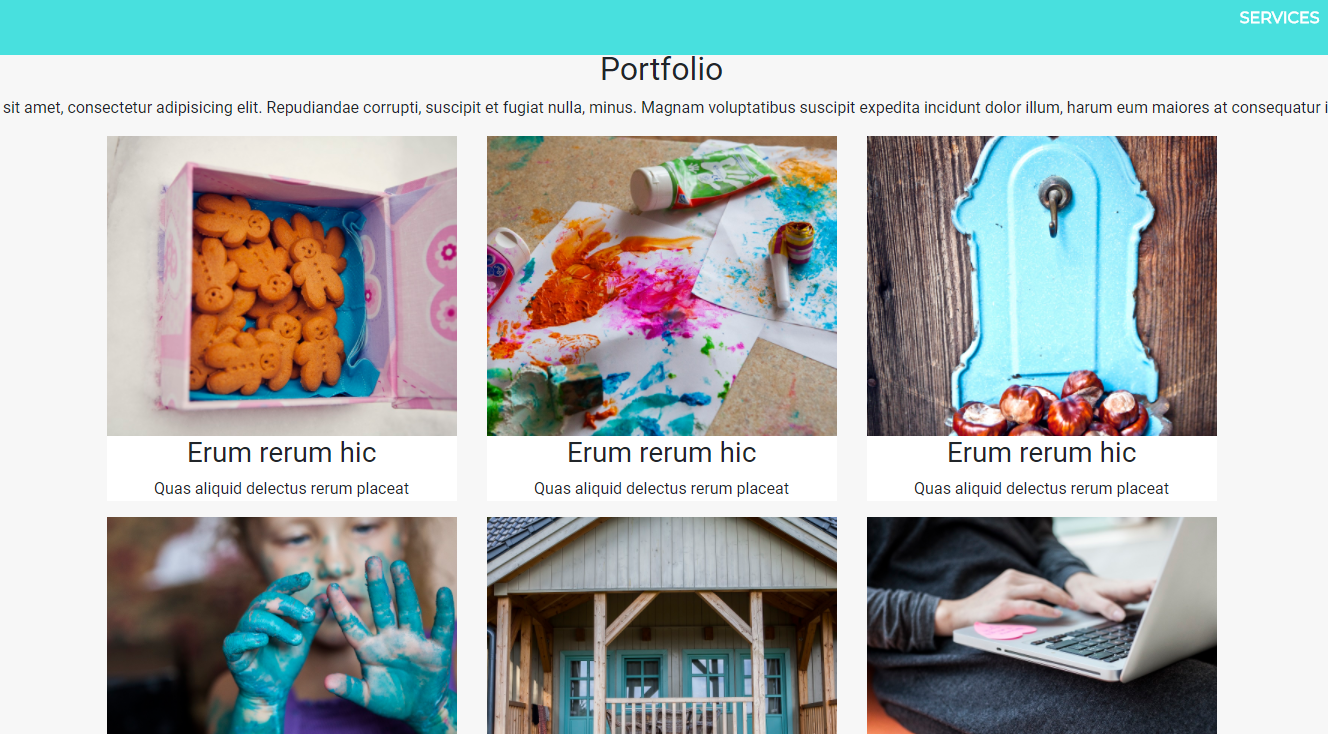 SERVICES
Portfolio
sit amet, consectetur adipisicing elit. Repudiandae corrupti, suscipit et fugiat nulla, minus. Magnam voluptatibus suscipit expedita incidunt dolor illum, harum eum maiores at consequatur i
Erum rerum hic
Erum rerum hic
Erum rerum hic
Quas aliquid delectus rerum placeat
Quas aliquid delectus rerum placeat
Quas aliquid delectus rerum placeat